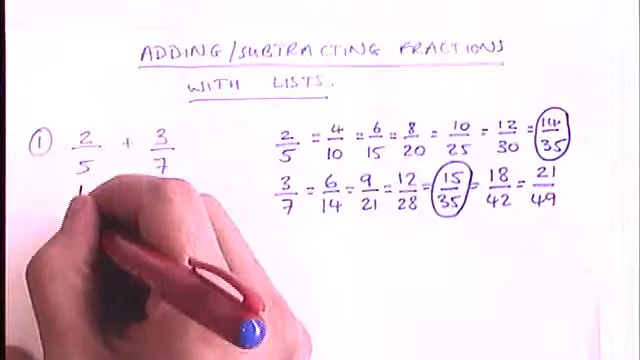 ADDING/SUBTRACTING FRACTIONS
WITH LISTS.
① 2/5 + 3/7
2/5 = 4/10 = 6/15 = 8/20 = 10/25 = 12/30 = 14/35
3/7 = 6/14 = 9/21 = 12/28 = 15/35 = 18/42 = 21/49